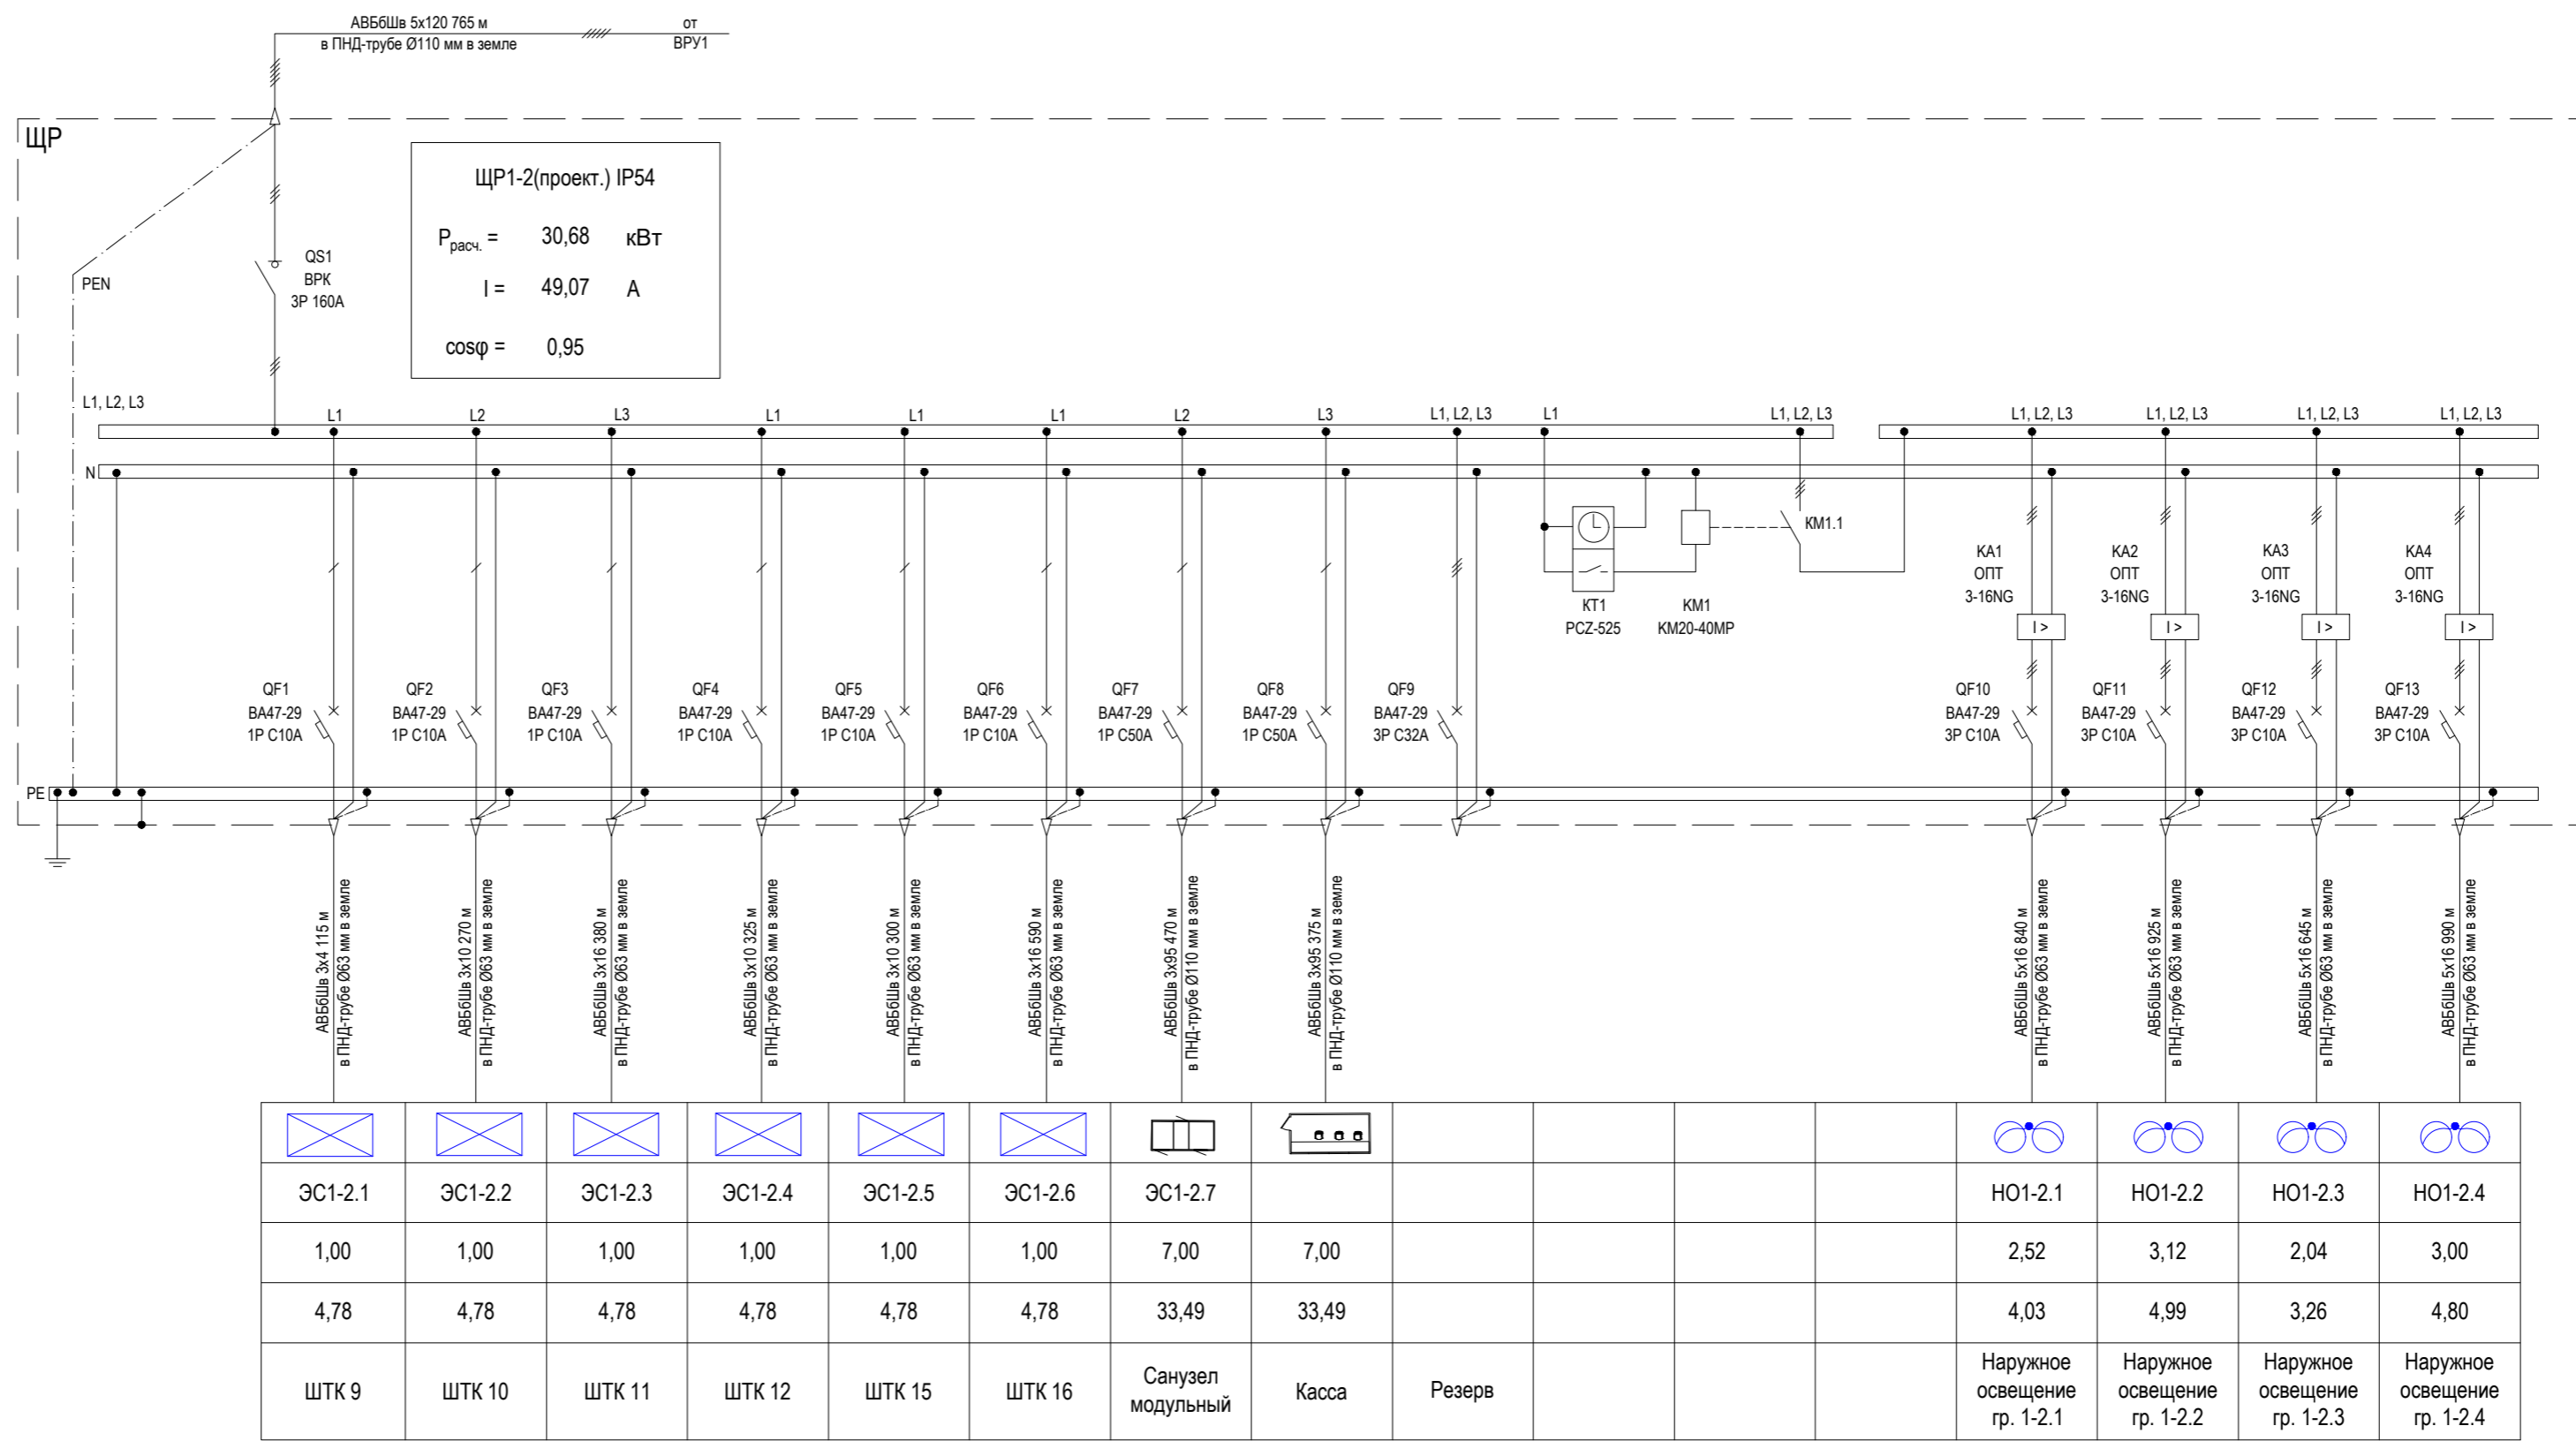 АВБбШв 5х120 765 м
в ПНД-трубе Ø110 мм в земле
от
ВРУ1
ЩР
ЩР1-2(проект.) IP54
Pрасч. = 30,68 кВт
I = 49,07 А
cosφ = 0,95
QS1
ВРК
3P 160А
PEN
L1, L2, L3
L1
L2
L3
L1
L1
L1
L2
L3
L1, L2, L3
L1
L1, L2, L3
L1, L2, L3
L1, L2, L3
L1, L2, L3
L1, L2, L3
N
KM1.1
КТ1
PCZ-525
KM1
KM20-40MP
КА1
ОПТ
3-16NG
I >
КА2
ОПТ
3-16NG
I >
КА3
ОПТ
3-16NG
I >
КА4
ОПТ
3-16NG
I >
QF1
ВА47-29
1P C10A
QF2
ВА47-29
1P C10A
QF3
ВА47-29
1P C10A
QF4
ВА47-29
1P C10A
QF5
ВА47-29
1P C10A
QF6
ВА47-29
1P C10A
QF7
ВА47-29
1P C50A
QF8
ВА47-29
1P C50A
QF9
ВА47-29
3P C32A
QF10
ВА47-29
3P C10A
QF11
ВА47-29
3P C10A
QF12
ВА47-29
3P C10A
QF13
ВА47-29
3P C10A
PE
АВБбШв 3х4 115 м
в ПНД-трубе Ø63 мм в земле
АВБбШв 3х10 270 м
в ПНД-трубе Ø63 мм в земле
АВБбШв 3х16 380 м
в ПНД-трубе Ø63 мм в земле
АВБбШв 3х10 325 м
в ПНД-трубе Ø63 мм в земле
АВБбШв 3х10 300 м
в ПНД-трубе Ø63 мм в земле
АВБбШв 3х16 590 м
в ПНД-трубе Ø63 мм в земле
АВБбШв 3х95 470 м
в ПНД-трубе Ø110 мм в земле
АВБбШв 3х95 375 м
в ПНД-трубе Ø110 мм в земле
АВБбШв 5х16 840 м
в ПНД-трубе Ø63 мм в земле
АВБбШв 5х16 925 м
в ПНД-трубе Ø63 мм в земле
АВБбШв 5х16 645 м
в ПНД-трубе Ø63 мм в земле
АВБбШв 5х16 990 м
в ПНД-трубе Ø63 мм в земле
ЭС1-2.1 ЭС1-2.2 ЭС1-2.3 ЭС1-2.4 ЭС1-2.5 ЭС1-2.6 ЭС1-2.7 НО1-2.1 НО1-2.2 НО1-2.3 НО1-2.4
1,00 1,00 1,00 1,00 1,00 1,00 7,00 7,00 2,52 3,12 2,04 3,00
4,78 4,78 4,78 4,78 4,78 4,78 33,49 33,49 4,03 4,99 3,26 4,80
ШТК 9
ШТК 10
ШТК 11
ШТК 12
ШТК 15
ШТК 16
Санузел
модульный
Касса
Резерв
Наружное
освещение
гр. 1-2.1
Наружное
освещение
гр. 1-2.2
Наружное
освещение
гр. 1-2.3
Наружное
освещение
гр. 1-2.4